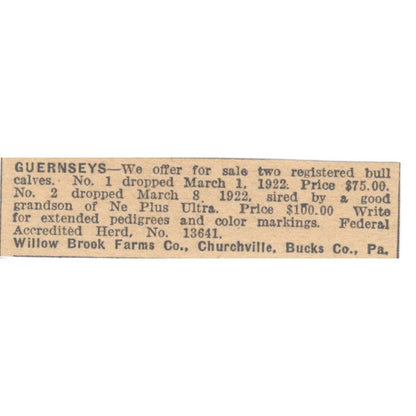 GUERNSEYS—We offer for sale two registered bull
calves. No. 1 dropped March 1, 1922. Price $75.00.
No. 2 dropped March 8, 1922, sired by a good
grandson of Ne Plus Ultra. Price $100.00 Write
for extended pedigrees and color markings. Federal
Accredited Herd, No. 13641.
Willow Brook Farms Co., Churchville, Bucks Co., Pa.